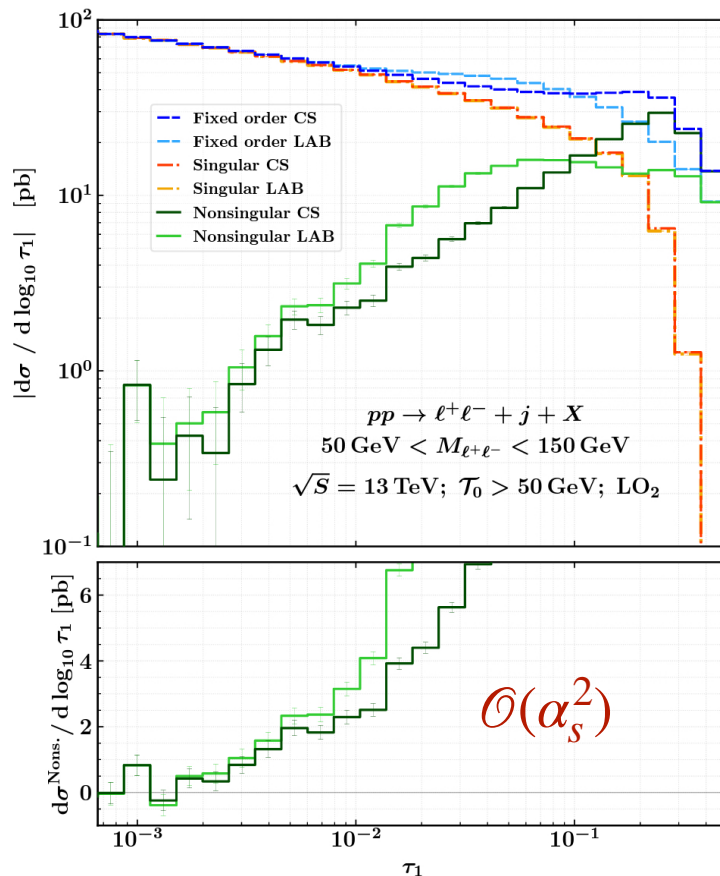 10²
Fixed order CS
Fixed order LAB
Singular CS
Singular LAB
Nonsingular CS
Nonsingular LAB
10¹
|dσ / d log₁₀ τ₁| [pb]
10⁰
pp → ℓ⁺ℓ⁻ + j + X
50 GeV < M_{ℓ⁺ℓ⁻} < 150 GeV
√S = 13 TeV; 𝒯₀ > 50 GeV; LO₂
10⁻¹
6
4
2
0
dσ^{Nons.} / d log₁₀ τ₁ [pb]
𝒪(α_s²)
10⁻³ 10⁻² 10⁻¹
τ₁